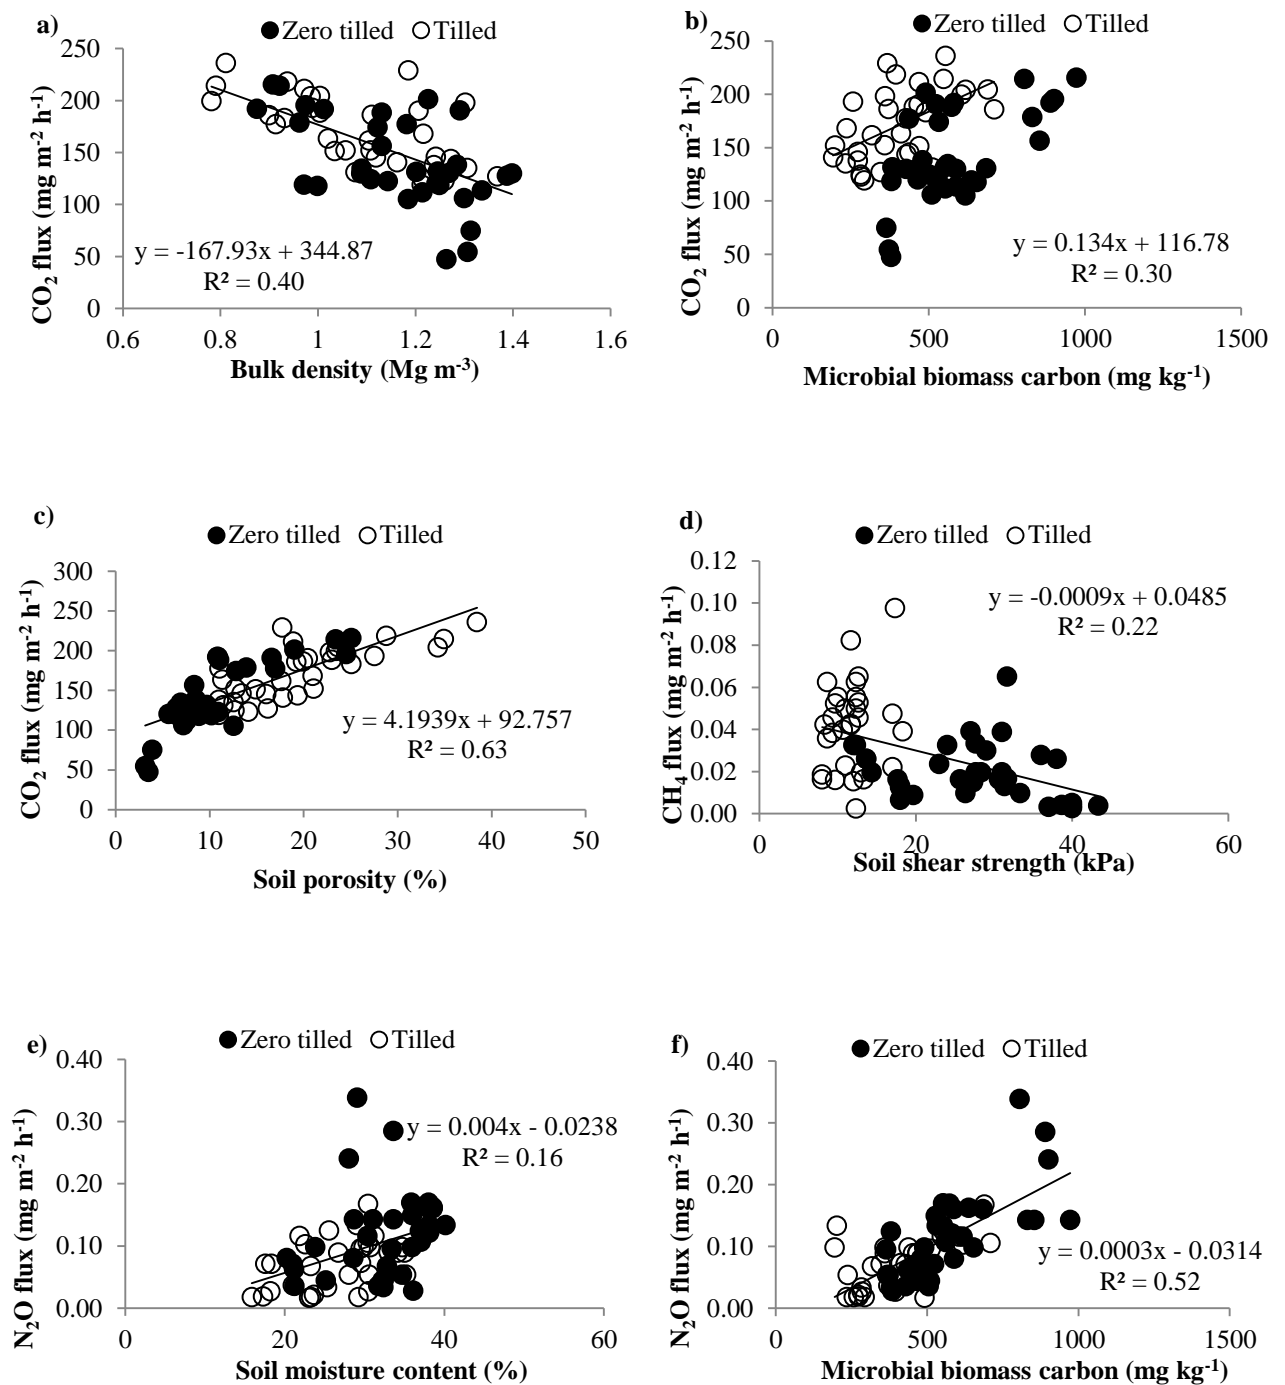 a)
Zero tilled Tilled
250
200
150
100
50
0
CO₂ flux (mg m⁻² h⁻¹)
y = -167.93x + 344.87
R² = 0.40
0.6 0.8 1 1.2 1.4 1.6
Bulk density (Mg m⁻³)
b)
Zero tilled Tilled
250
200
150
100
50
0
CO₂ flux (mg m⁻² h⁻¹)
y = 0.134x + 116.78
R² = 0.30
0 500 1000 1500
Microbial biomass carbon (mg kg⁻¹)
c)
Zero tilled Tilled
300
250
200
150
100
50
0
CO₂ flux (mg m⁻² h⁻¹)
y = 4.1939x + 92.757
R² = 0.63
0 10 20 30 40 50
Soil porosity (%)
d)
Zero tilled Tilled
0.12
0.10
0.08
0.06
0.04
0.02
0.00
CH₄ flux (mg m⁻² h⁻¹)
y = -0.0009x + 0.0485
R² = 0.22
0 20 40 60
Soil shear strength (kPa)
e)
Zero tilled Tilled
0.40
0.30
0.20
0.10
0.00
N₂O flux (mg m⁻² h⁻¹)
y = 0.004x - 0.0238
R² = 0.16
0 20 40 60
Soil moisture content (%)
f)
Zero tilled Tilled
0.40
0.30
0.20
0.10
0.00
N₂O flux (mg m⁻² h⁻¹)
y = 0.0003x - 0.0314
R² = 0.52
0 500 1000 1500
Microbial biomass carbon (mg kg⁻¹)